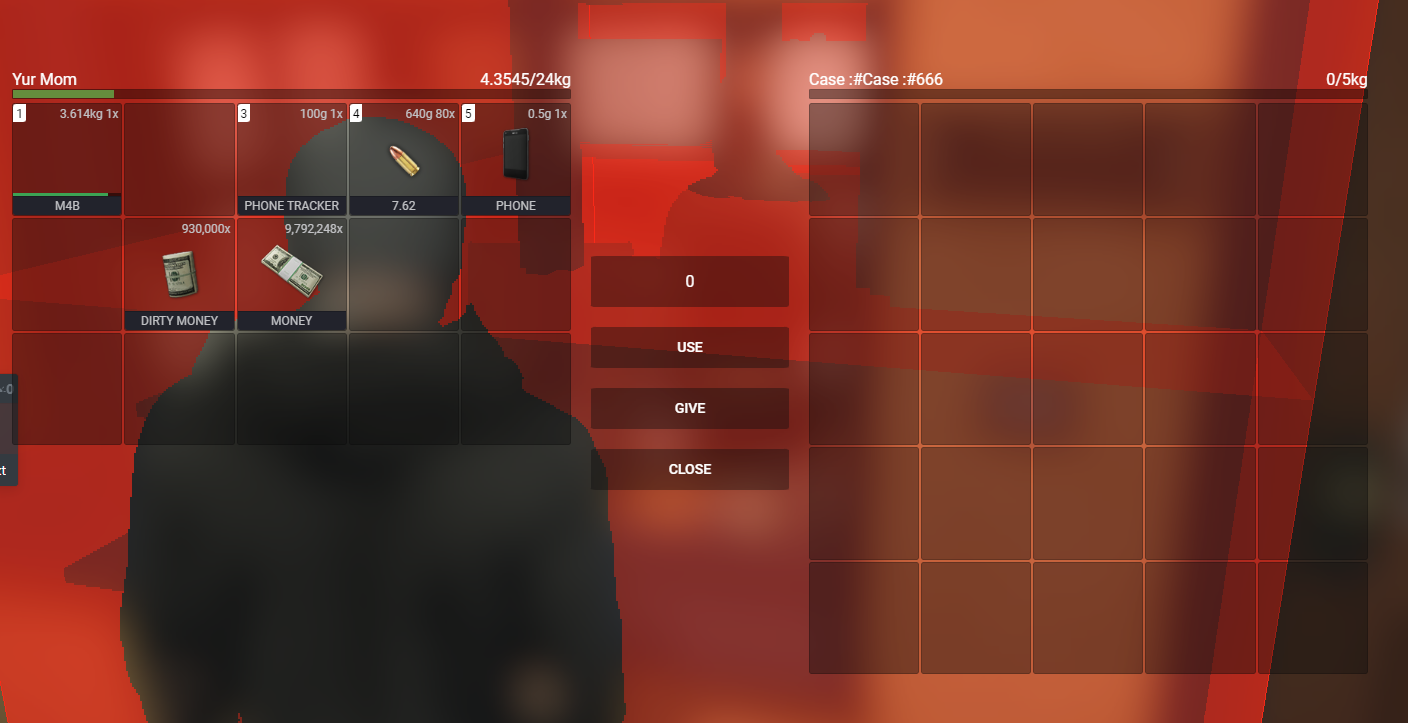 Yur Mom 4.3545/24kg
1 3.614kg 1x
M4B
3 100g 1x
PHONE TRACKER
4 640g 80x
7.62
5 0.5g 1x
PHONE
930,000x
DIRTY MONEY
9,792,248x
MONEY
0
USE
GIVE
CLOSE
Case :#Case :#666 0/5kg